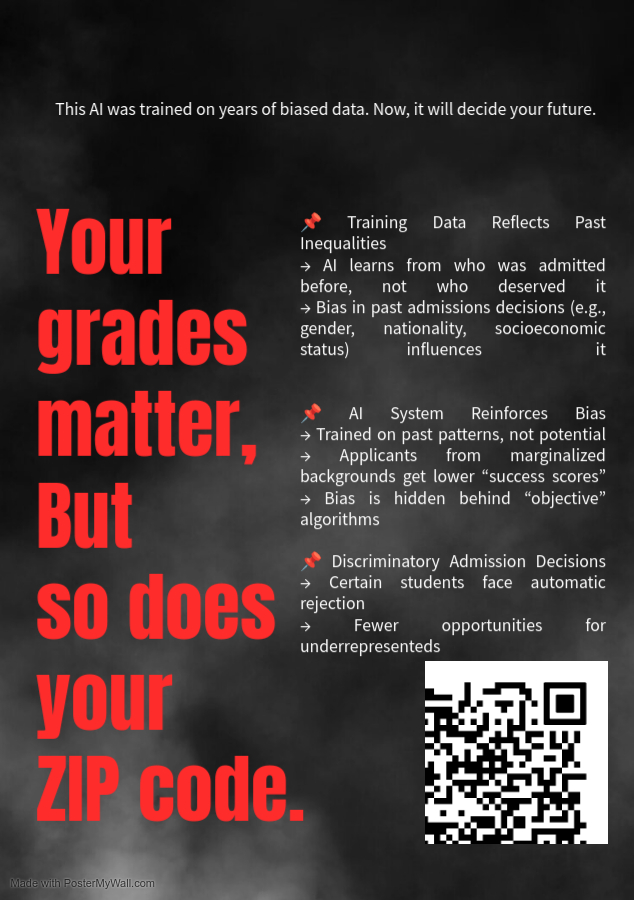 This AI was trained on years of biased data. Now, it will decide your future.
Your
grades
matter,
But
so does
your
ZIP code.
📌 Training Data Reflects Past
Inequalities
→ AI learns from who was admitted
before, not who deserved it
→ Bias in past admissions decisions (e.g.,
gender, nationality, socioeconomic
status) influences it
📌 AI System Reinforces Bias
→ Trained on past patterns, not potential
→ Applicants from marginalized
backgrounds get lower “success scores”
→ Bias is hidden behind “objective”
algorithms
📌 Discriminatory Admission Decisions
→ Certain students face automatic
rejection
→ Fewer opportunities for
underrepresenteds
Made with PosterMyWall.com